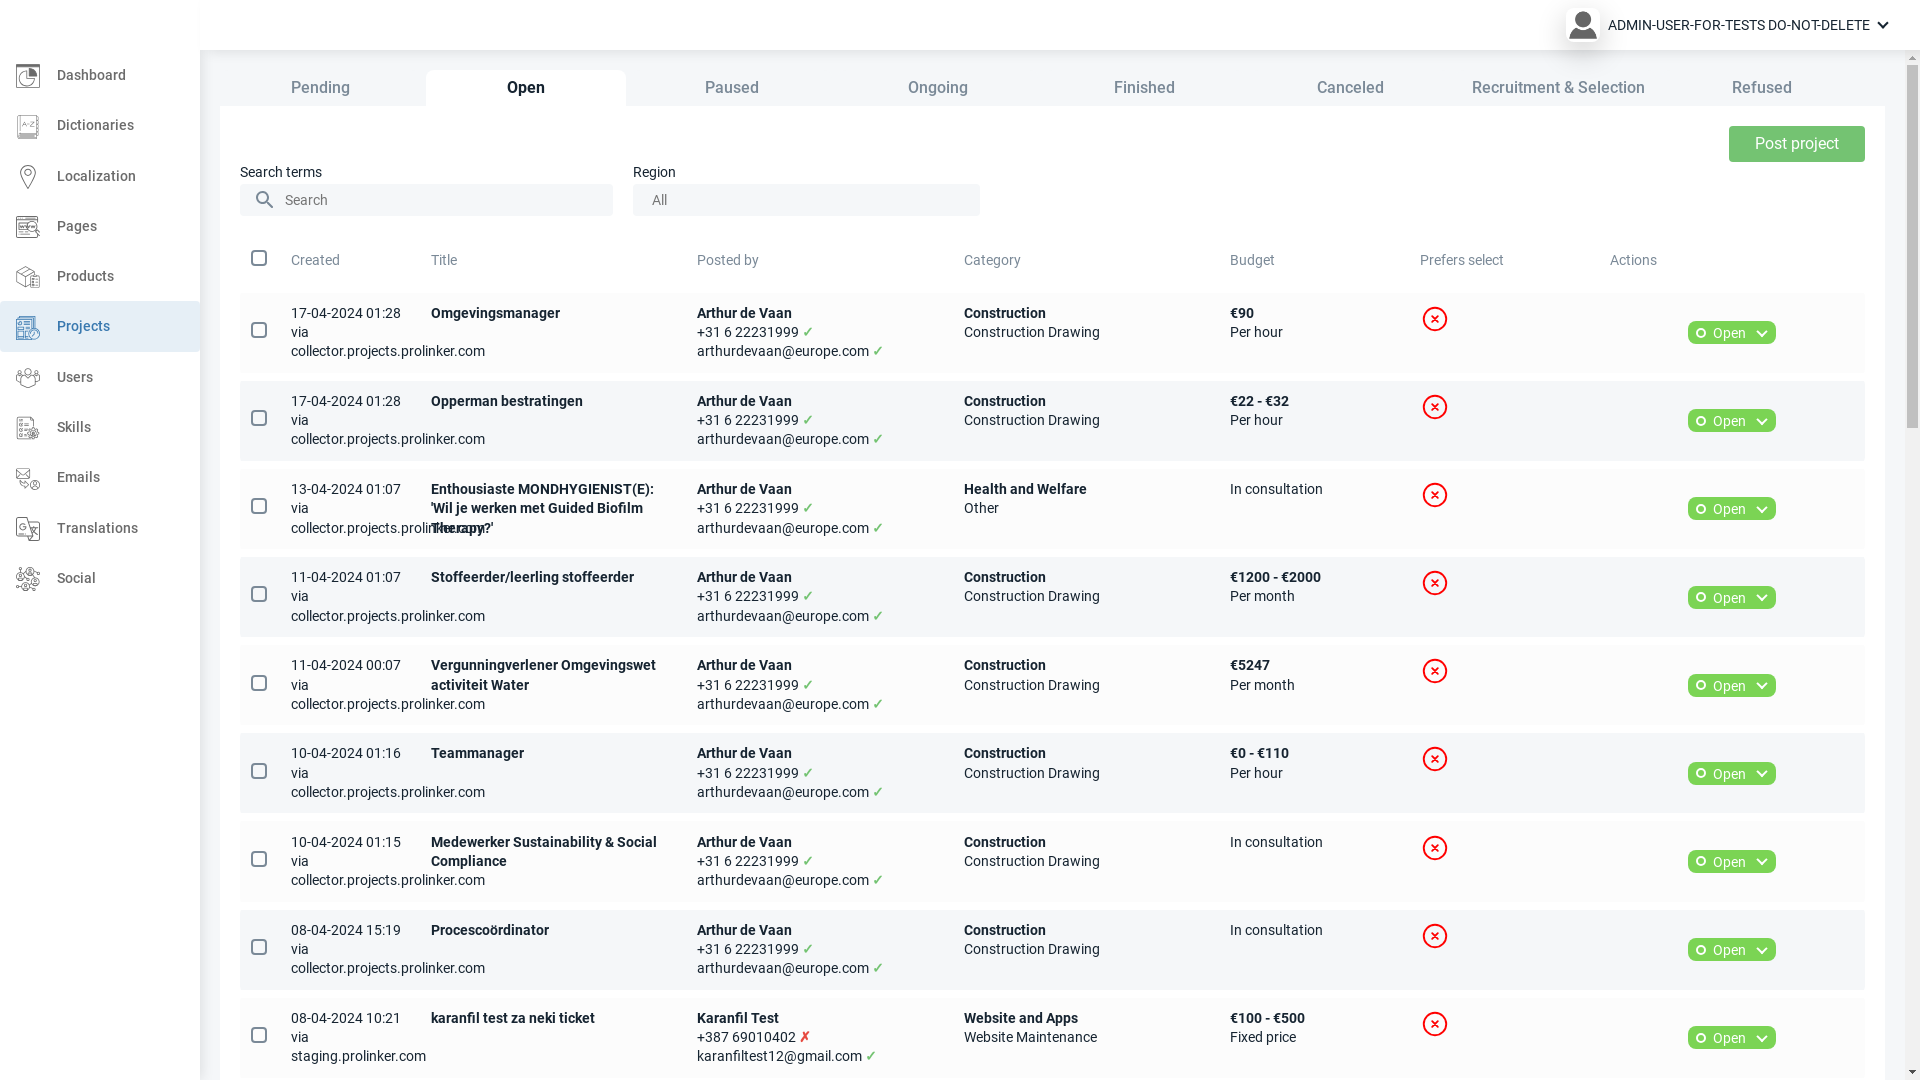 ADMIN-USER-FOR-TESTS DO-NOT-DELETE
Dashboard
Dictionaries
Localization
Pages
Products
Projects
Users
Skills
Emails
Translations
Social
Pending
Open
Paused
Ongoing
Finished
Canceled
Recruitment & Selection
Refused
Post project
Search terms
Region
Search
All
Created
Title
Posted by
Category
Budget
Prefers select
Actions
17-04-2024 01:28
via
collector.projects.prolinker.com
Omgevingsmanager
Arthur de Vaan
+31 6 22231999 ✓
arthurdevaan@europe.com ✓
Construction
Construction Drawing
€90
Per hour
Open
17-04-2024 01:28
via
collector.projects.prolinker.com
Opperman bestratingen
Arthur de Vaan
+31 6 22231999 ✓
arthurdevaan@europe.com ✓
Construction
Construction Drawing
€22 - €32
Per hour
Open
13-04-2024 01:07
via
collector.projects.prolinker.com
Enthousiaste MONDHYGIENIST(E):
'Wil je werken met Guided Biofilm
Therapy?'
Arthur de Vaan
+31 6 22231999 ✓
arthurdevaan@europe.com ✓
Health and Welfare
Other
In consultation
Open
11-04-2024 01:07
via
collector.projects.prolinker.com
Stoffeerder/leerling stoffeerder
Arthur de Vaan
+31 6 22231999 ✓
arthurdevaan@europe.com ✓
Construction
Construction Drawing
€1200 - €2000
Per month
Open
11-04-2024 00:07
via
collector.projects.prolinker.com
Vergunningverlener Omgevingswet
activiteit Water
Arthur de Vaan
+31 6 22231999 ✓
arthurdevaan@europe.com ✓
Construction
Construction Drawing
€5247
Per month
Open
10-04-2024 01:16
via
collector.projects.prolinker.com
Teammanager
Arthur de Vaan
+31 6 22231999 ✓
arthurdevaan@europe.com ✓
Construction
Construction Drawing
€0 - €110
Per hour
Open
10-04-2024 01:15
via
collector.projects.prolinker.com
Medewerker Sustainability & Social
Compliance
Arthur de Vaan
+31 6 22231999 ✓
arthurdevaan@europe.com ✓
Construction
Construction Drawing
In consultation
Open
08-04-2024 15:19
via
collector.projects.prolinker.com
Procescoördinator
Arthur de Vaan
+31 6 22231999 ✓
arthurdevaan@europe.com ✓
Construction
Construction Drawing
In consultation
Open
08-04-2024 10:21
via
staging.prolinker.com
karanfil test za neki ticket
Karanfil Test
+387 69010402 ✗
karanfiltest12@gmail.com ✓
Website and Apps
Website Maintenance
€100 - €500
Fixed price
Open